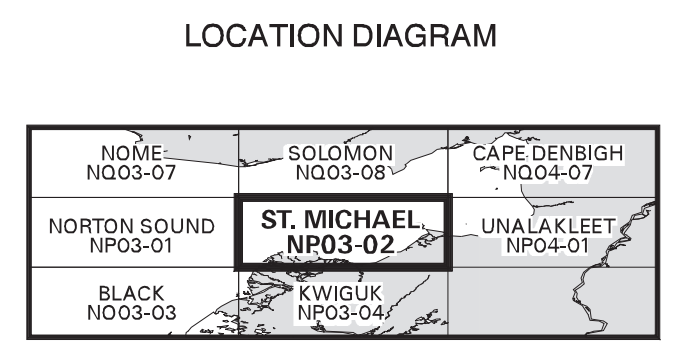 LOCATION DIAGRAM
NOME
NQ03-07
SOLOMON
NQ03-08
CAPE DENBIGH
NQ04-07
NORTON SOUND
NP03-01
ST. MICHAEL
NP03-02
UNALAKLEET
NP04-01
BLACK
NO03-03
KWIGUK
NP03-04